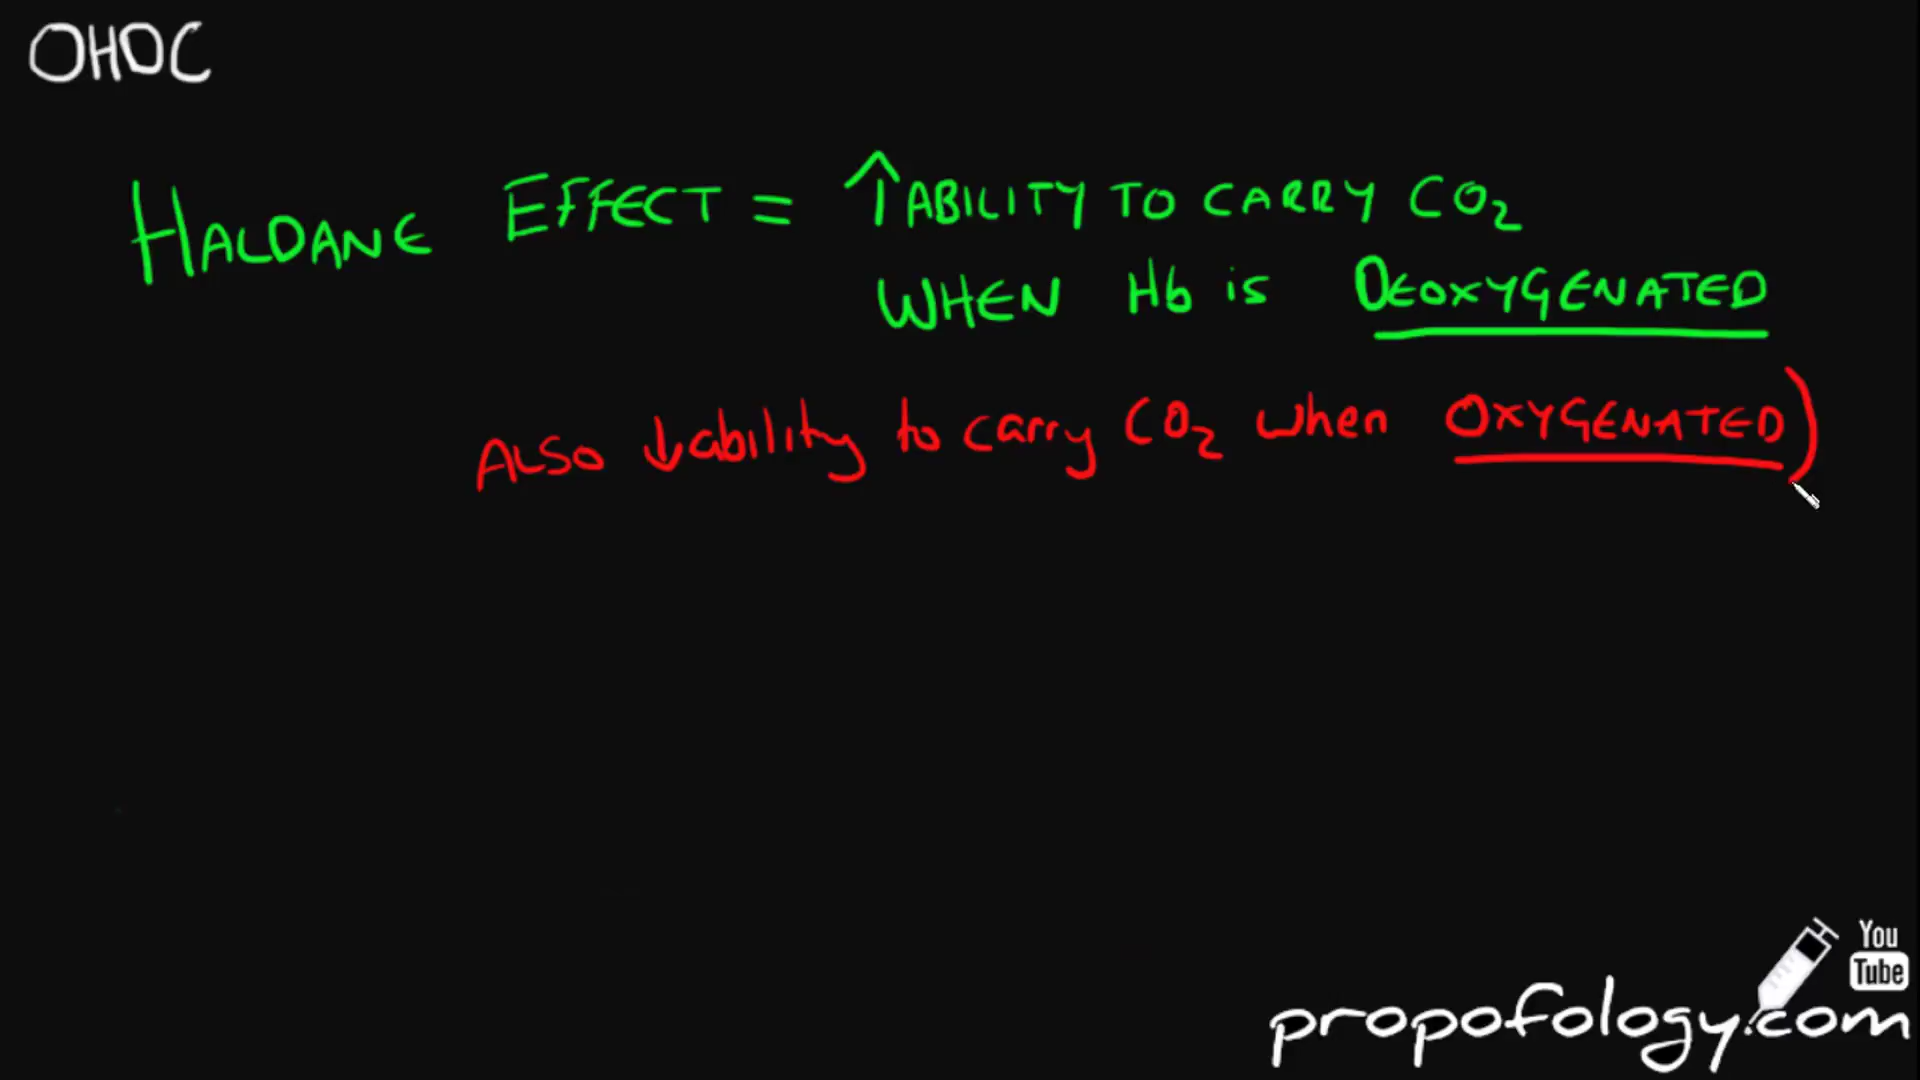 OHDC
HALDANE EFFECT = ↑ABILITY TO CARRY CO2
WHEN Hb is DEOXYGENATED
ALSO ↓ability to carry CO2 when OXYGENATED)
You
Tube
propofology.com